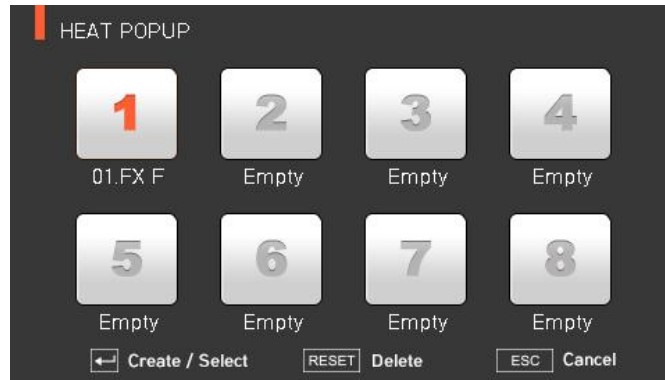 HEAT POPUP
1 2 3 4
01.FX F Empty Empty Empty
5 6 7 8
Empty Empty Empty Empty
Create / Select RESET Delete ESC Cancel